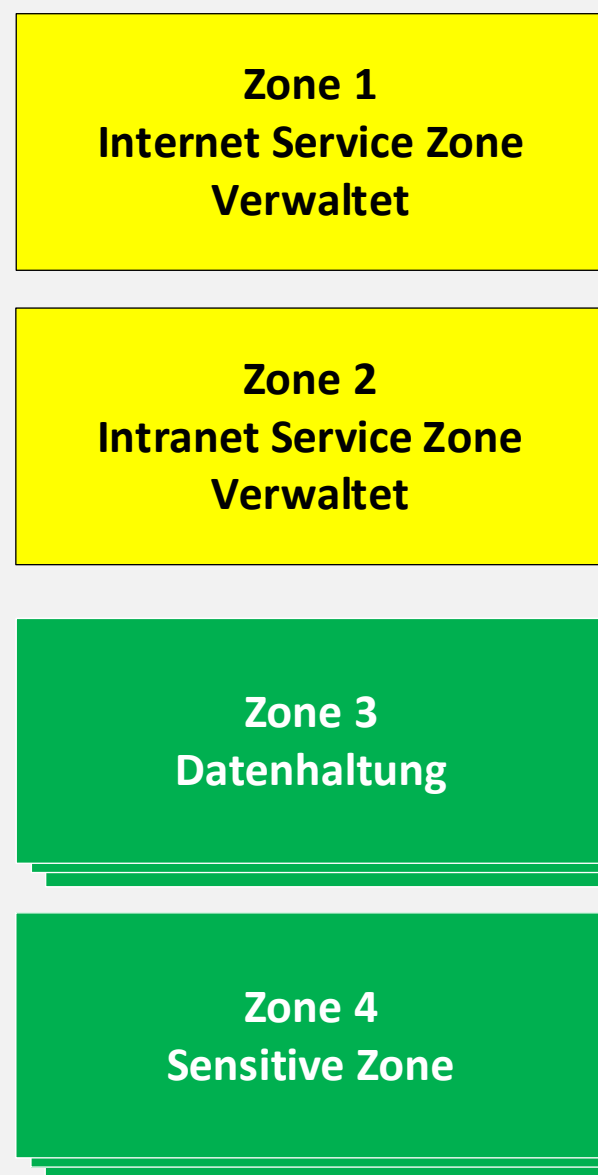 Zone 1
Internet Service Zone
Verwaltet
Zone 2
Intranet Service Zone
Verwaltet
Zone 3
Datenhaltung
Zone 4
Sensitive Zone